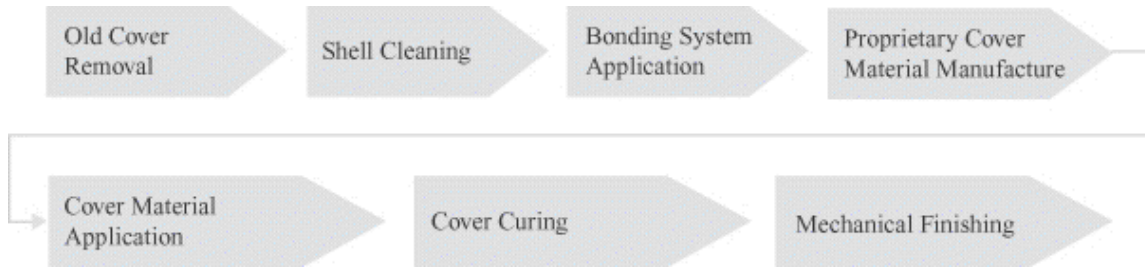 Old Cover
Removal
Shell Cleaning
Bonding System
Application
Proprietary Cover
Material Manufacture
Cover Material
Application
Cover Curing
Mechanical Finishing